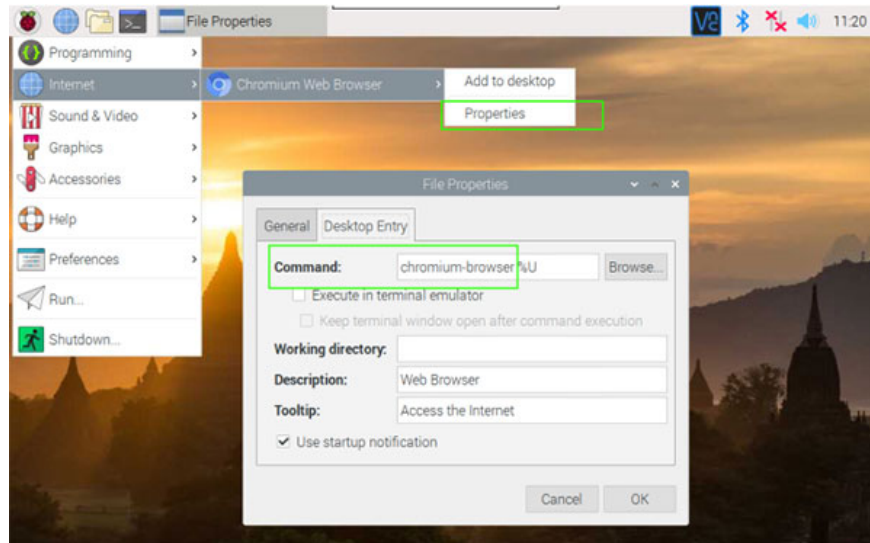 File Properties
11:20
Programming
Internet
Chromium Web Browser
Add to desktop
Properties
Sound & Video
Graphics
Accessories
Help
Preferences
Run...
Shutdown...
File Properties
General Desktop Entry
Command: chromium-browser %U Browse...
Execute in terminal emulator
Keep terminal window open after command execution
Working directory:
Description: Web Browser
Tooltip: Access the Internet
Use startup notification
Cancel OK